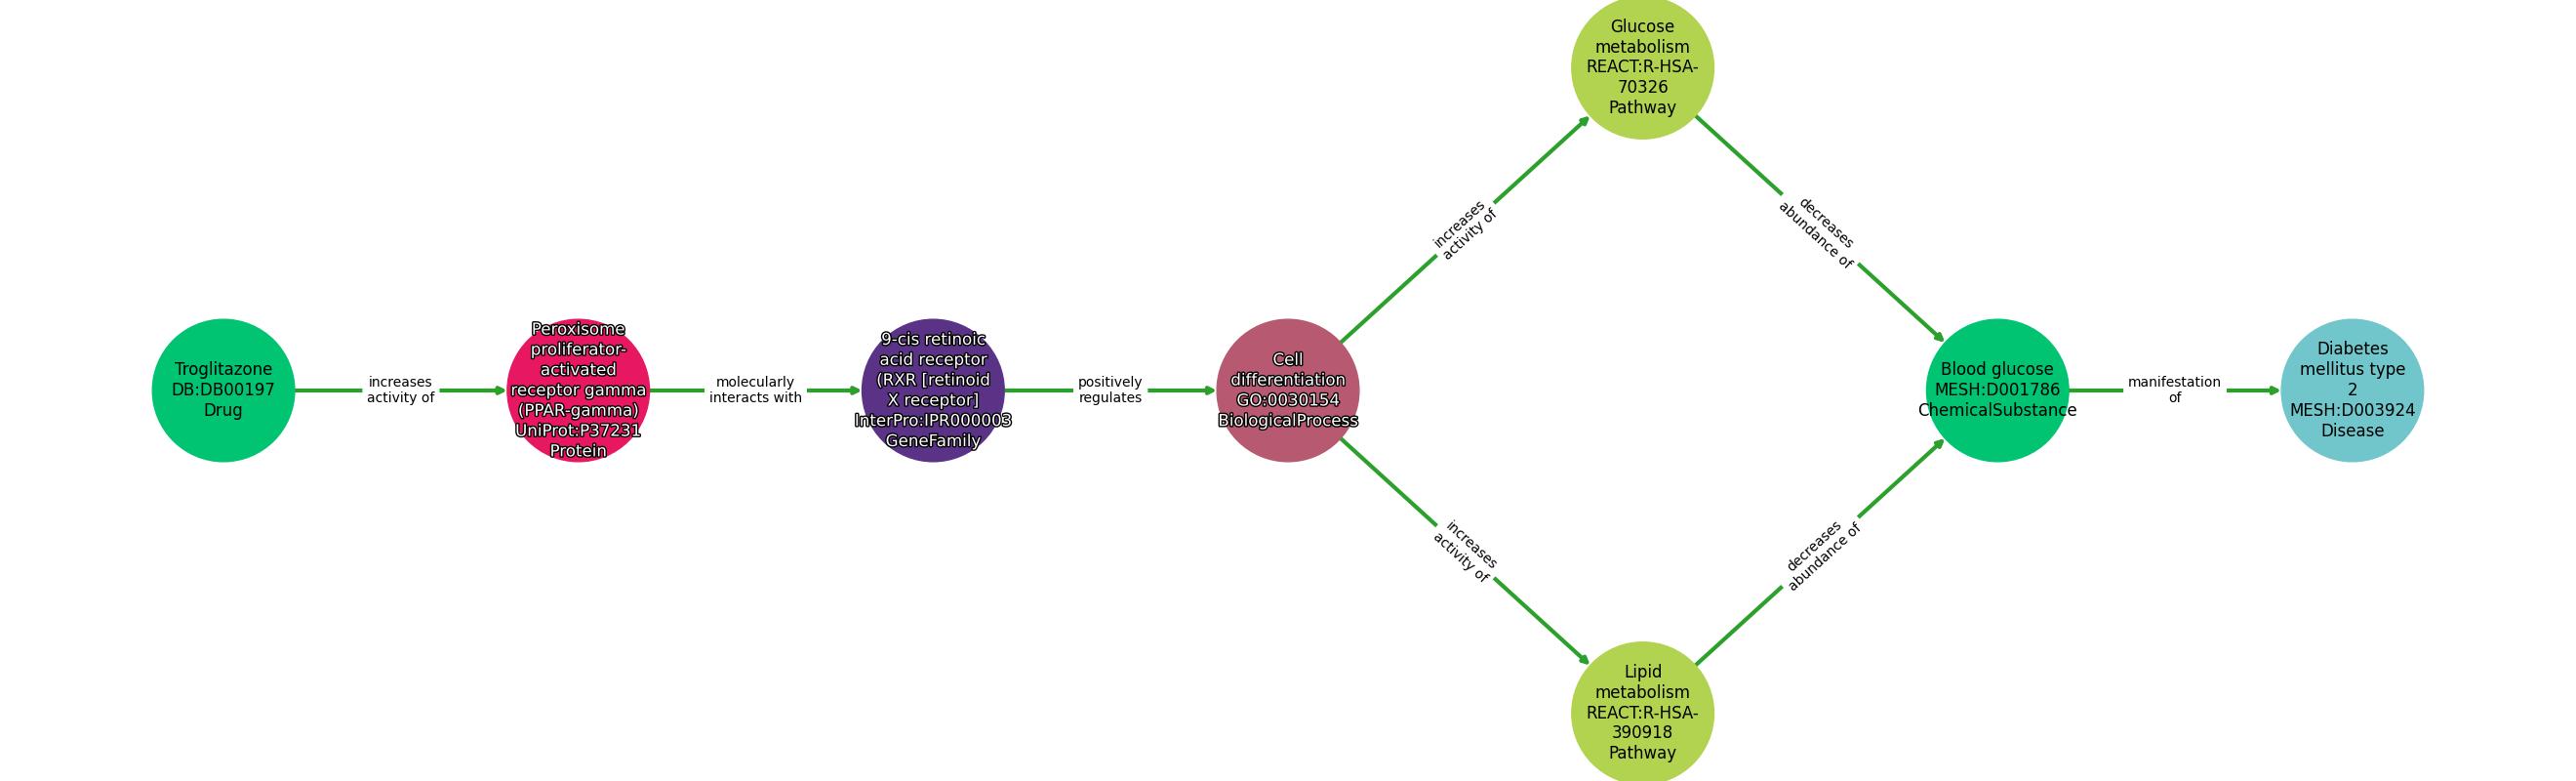 Troglitazone
DB:DB00197
Drug
increases
activity of
Peroxisome
proliferator-
activated
receptor gamma
(PPAR-gamma)
UniProt:P37231
Protein
molecularly
interacts with
9-cis retinoic
acid receptor
(RXR [retinoid
X receptor]
InterPro:IPR000003
GeneFamily
positively
regulates
Cell
differentiation
GO:0030154
BiologicalProcess
increases
activity of
Glucose
metabolism
REACT:R-HSA-
70326
Pathway
decreases
abundance of
increases
activity of
Lipid
metabolism
REACT:R-HSA-
390918
Pathway
decreases
abundance of
Blood glucose
MESH:D001786
ChemicalSubstance
manifestation
of
Diabetes
mellitus type
2
MESH:D003924
Disease